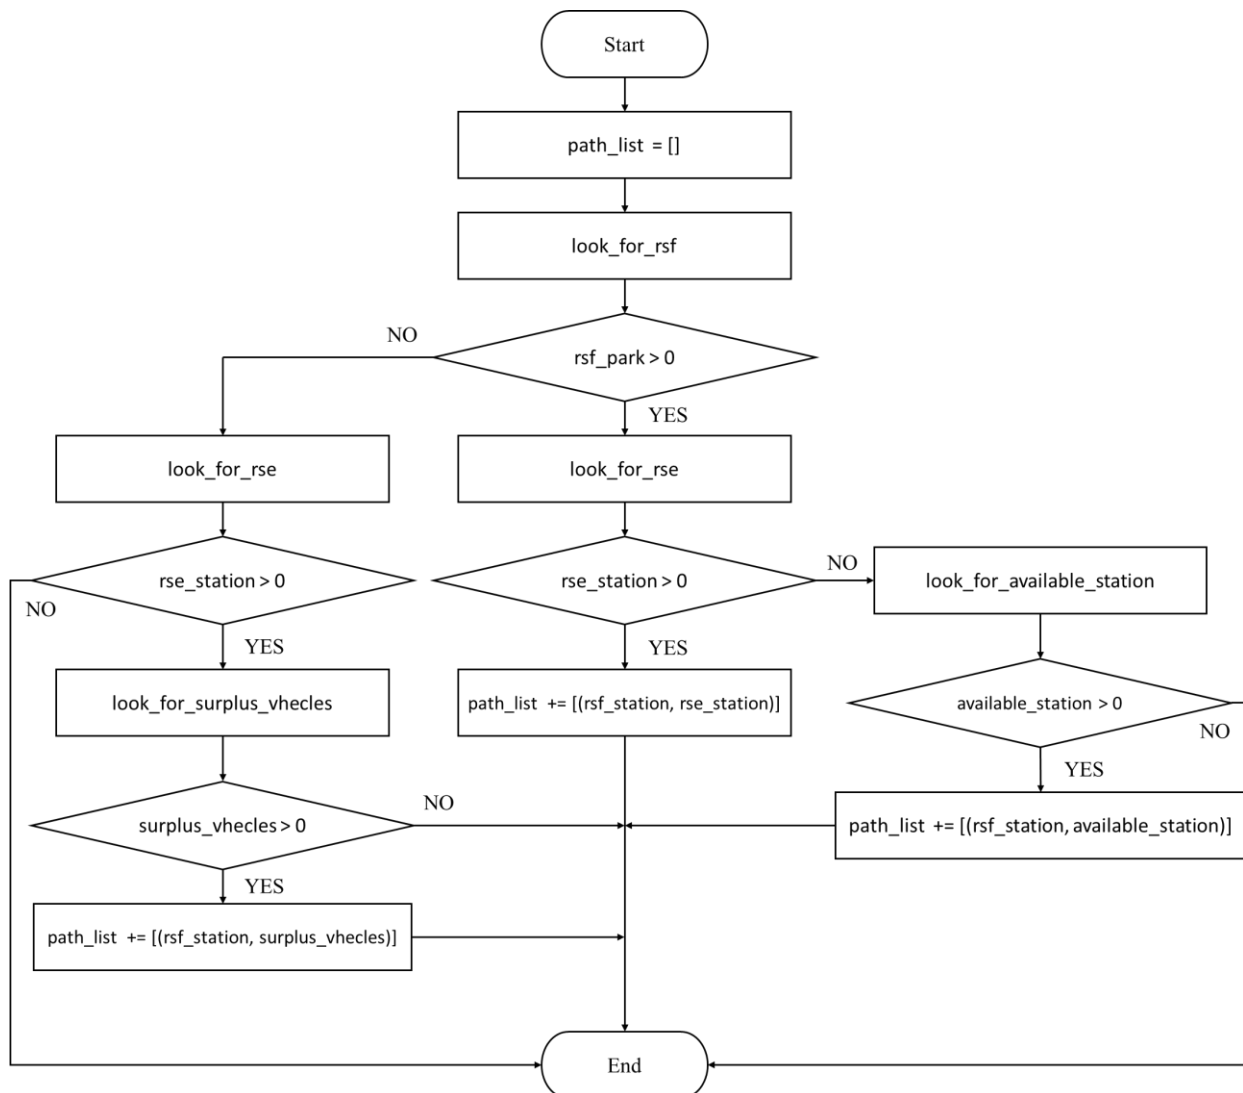 Start
path_list = []
look_for_rsf
rsf_park > 0
NO
YES
look_for_rse
look_for_rse
rse_station > 0
NO
YES
rse_station > 0
NO
YES
look_for_available_station
look_for_surplus_vhecles
path_list += [(rsf_station, rse_station)]
available_station > 0
NO
YES
surplus_vhecles > 0
NO
YES
path_list += [(rsf_station, available_station)]
path_list += [(rsf_station, surplus_vhecles)]
End